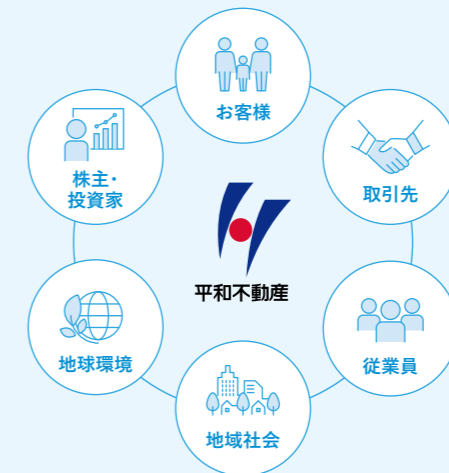 お客様
株主・
投資家
取引先
平和不動産
地球環境
従業員
地域社会